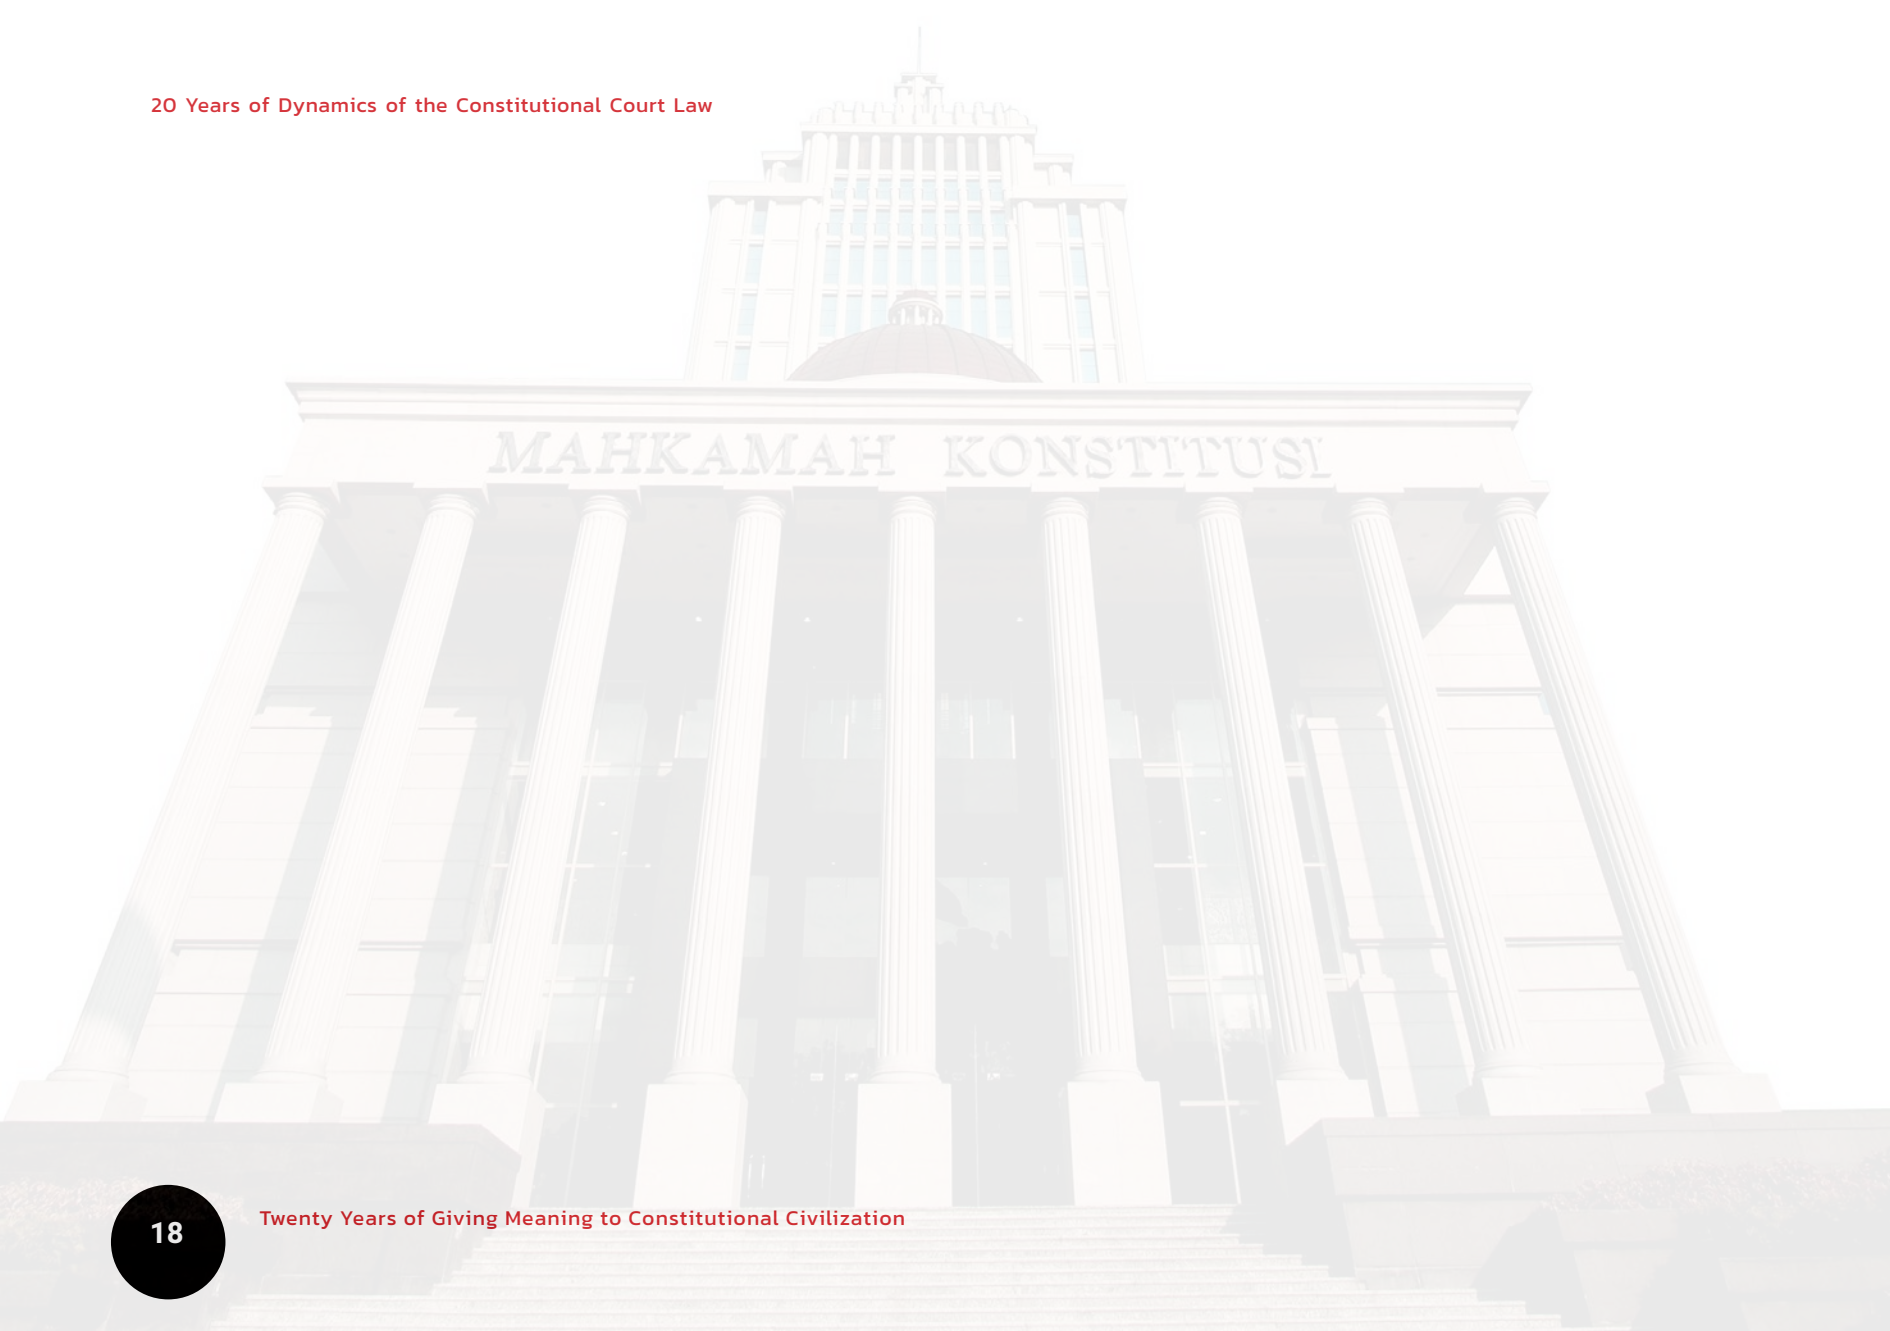 20 Years of Dynamics of the Constitutional Court Law
MAHKAMAH KONSTITUSI
18
Twenty Years of Giving Meaning to Constitutional Civilization